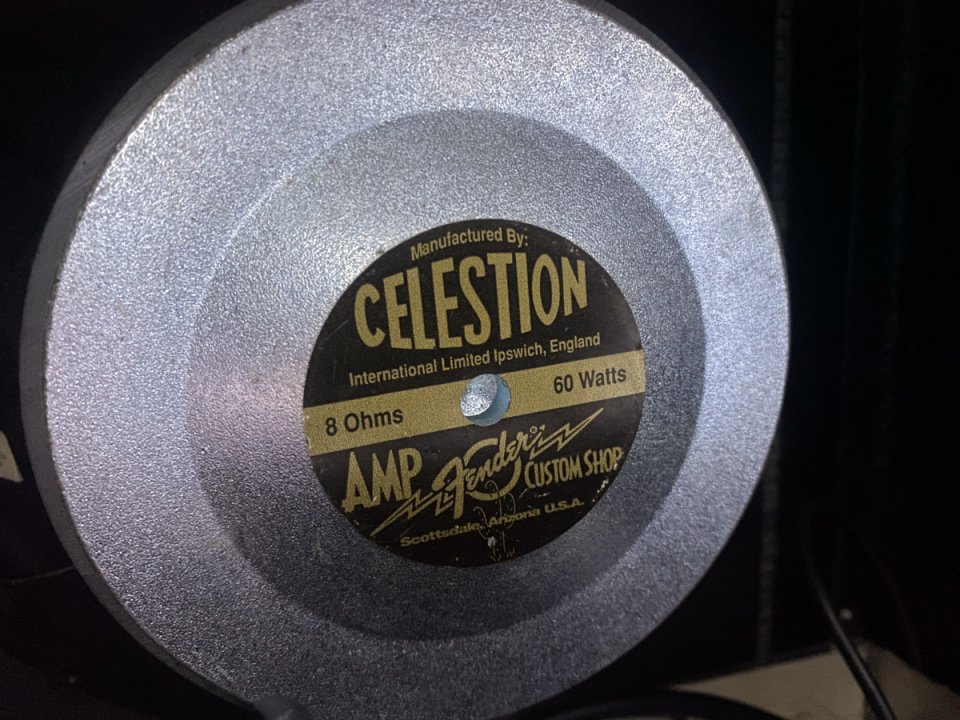 Manufactured By:
CELESTION
International Limited Ipswich, England
8 Ohms 60 Watts
AMP Fender CUSTOM SHOP
Scottsdale, Arizona U.S.A.